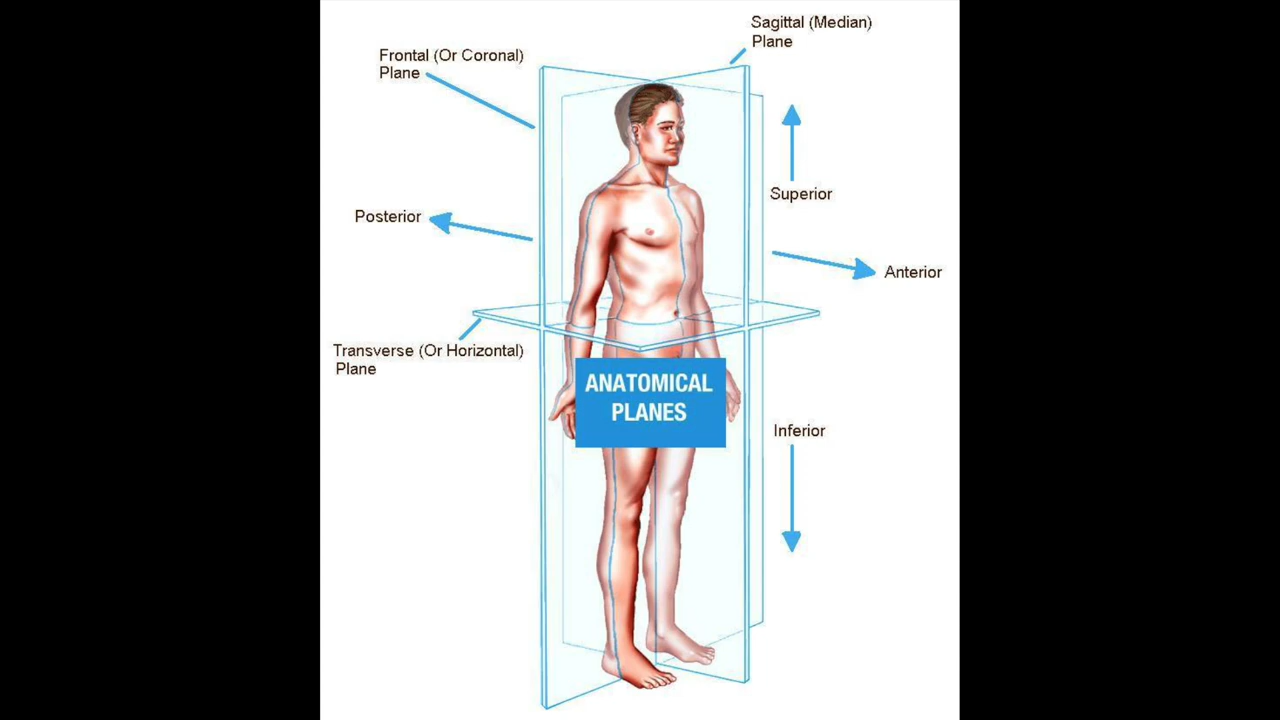 Sagittal (Median)
Plane
Frontal (Or Coronal)
Plane
Superior
Posterior
Anterior
Transverse (Or Horizontal)
Plane
ANATOMICAL
PLANES
Inferior